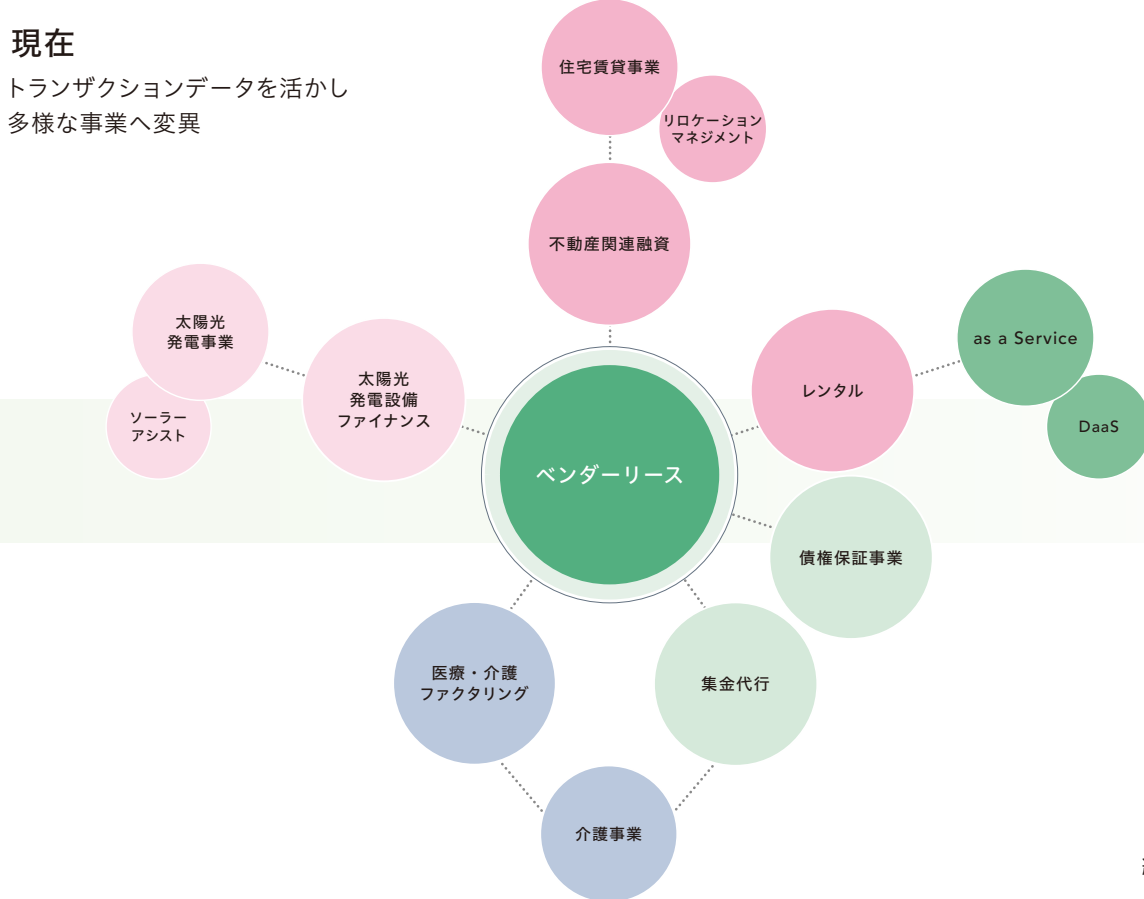 現在
トランザクションデータを活かし
多様な事業へ変異
住宅賃貸事業
リロケーション
マネジメント
不動産関連融資
太陽光
発電事業
ソーラー
アシスト
太陽光
発電設備
ファイナンス
as a Service
DaaS
レンタル
ベンダーリース
債権保証事業
医療・介護
ファクタリング
集金代行
介護事業